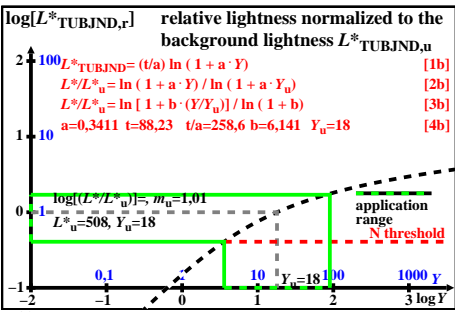 log[L*TUBJND,r] relative lightness normalized to the
background lightness L*TUBJND,u
2 100 L*TUBJND= (t/a) ln ( 1 + a · Y) [1b]
L*/L*u= ln ( 1 + a · Y) / ln ( 1 + a · Yu) [2b]
L*/L*u= ln [ 1 + b · (Y/Yu)] / ln ( 1 + b) [3b]
a=0,3411 t=88,23 t/a=258,6 b=6,141 Yu=18 [4b]
1 10
log[(L*/L*u)]=, mu=1,01
application
range
0 1
L*u=508, Yu=18
N threshold
0,1 1 10 100 1000 Y
Yu=18
−1
−2 −1 0 1 2 3 log Y